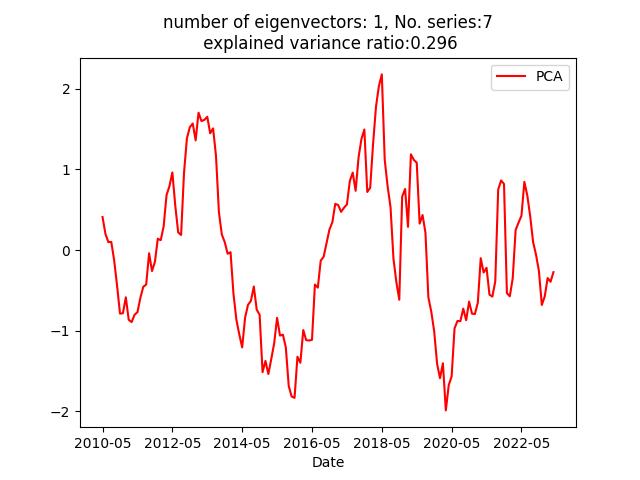 number of eigenvectors: 1, No. series:7
explained variance ratio:0.296
PCA
2
1
0
−1
−2
2010-05 2012-05 2014-05 2016-05 2018-05 2020-05 2022-05
Date